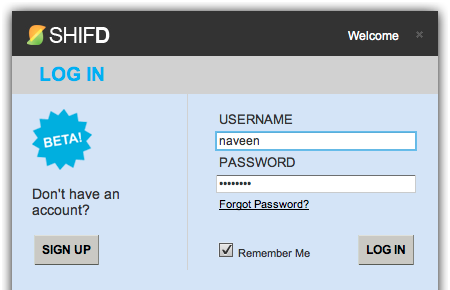 SHIFD
Welcome ×
LOG IN
BETA!
Don't have an
account?
SIGN UP
USERNAME
naveen
PASSWORD
••••••••
Forgot Password?
Remember Me
LOG IN